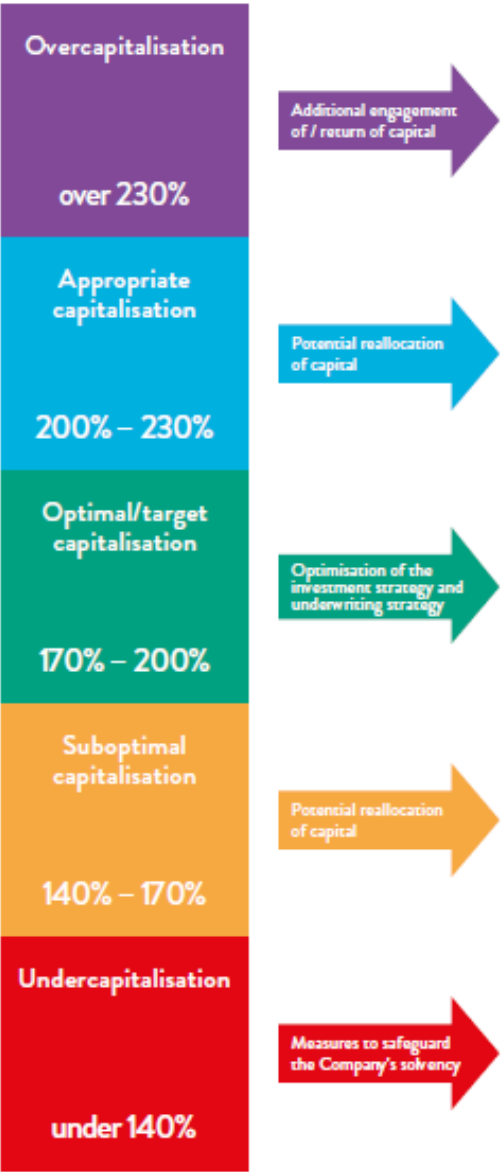 Overcapitalisation
over 230%
Additional engagement
of / return of capital
Appropriate
capitalisation
200% – 230%
Potential reallocation
of capital
Optimal/target
capitalisation
170% – 200%
Optimisation of the
investment strategy and
underwriting strategy
Suboptimal
capitalisation
140% – 170%
Potential reallocation
of capital
Undercapitalisation
under 140%
Measures to safeguard
the Company's solvency